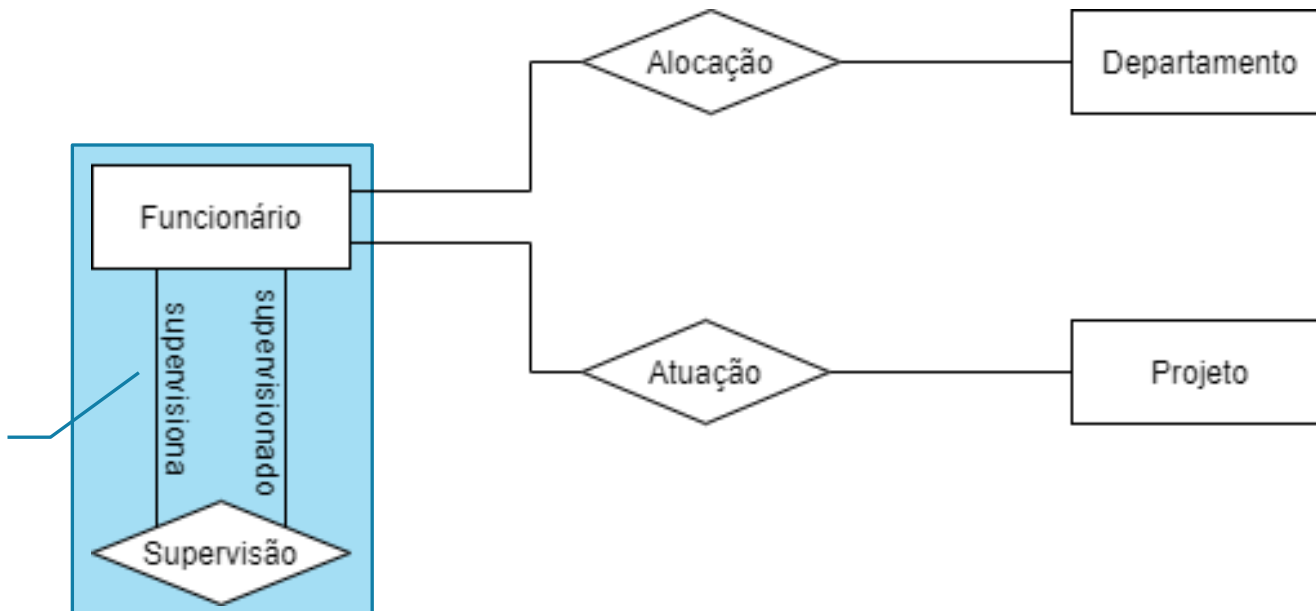 Alocação
Departamento
Funcionário
supervisiona
supervisionado
Atuação
Projeto
Supervisão